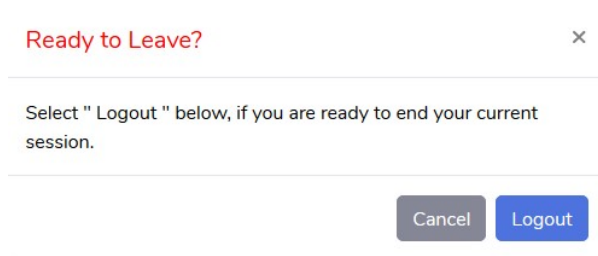 Ready to Leave?
×
Select " Logout " below, if you are ready to end your current
session.
Cancel
Logout